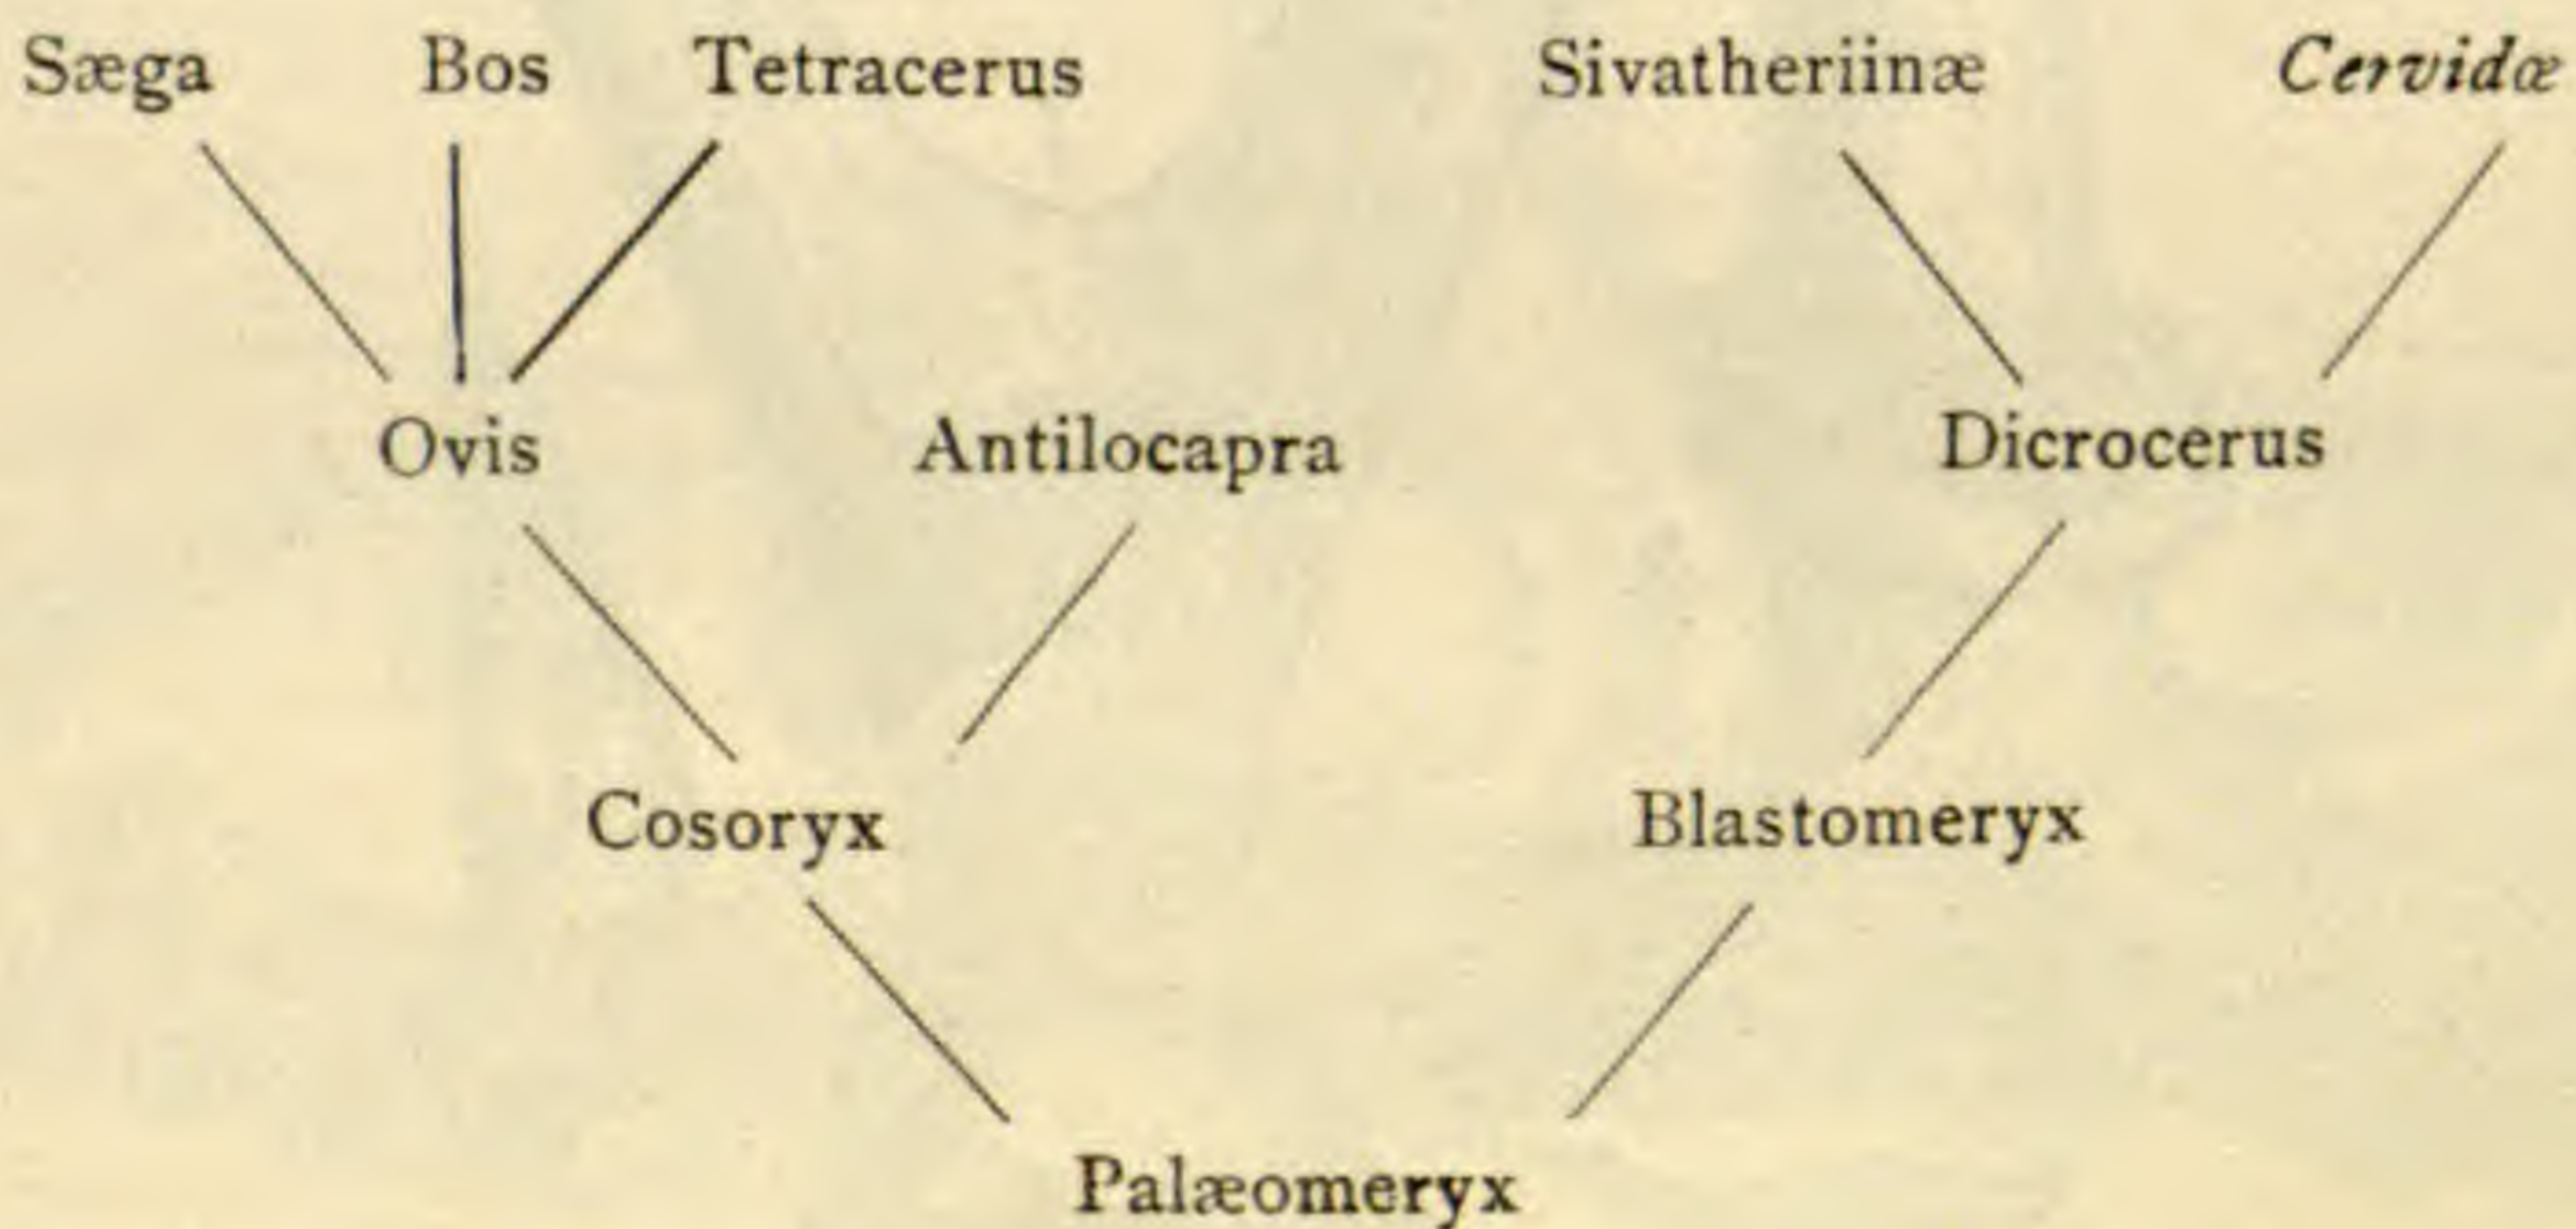 Sæga Bos Tetracerus Sivatheriinæ Cervidæ
Ovis Antilocapra Dicrocerus
Cosoryx Blastomeryx
Palæomeryx